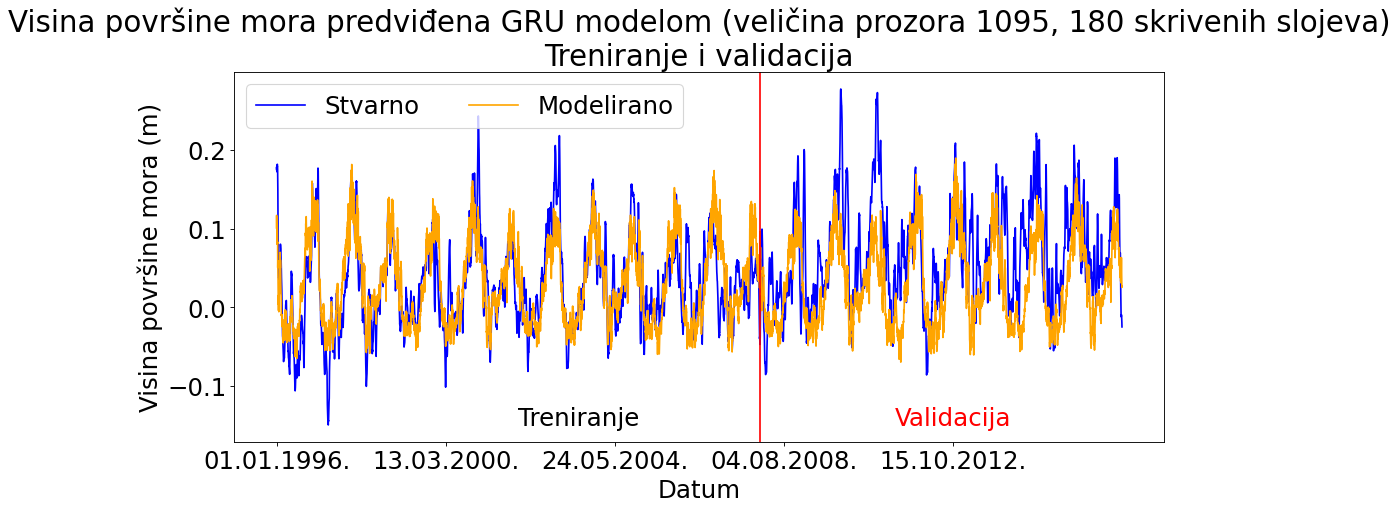 Visina površine mora predviđena GRU modelom (veličina prozora 1095, 180 skrivenih slojeva)
Treniranje i validacija
Stvarno
Modelirano
Visina površine mora (m)
0.2
0.1
0.0
−0.1
Treniranje
Validacija
01.01.1996.
13.03.2000.
24.05.2004.
04.08.2008.
15.10.2012.
Datum